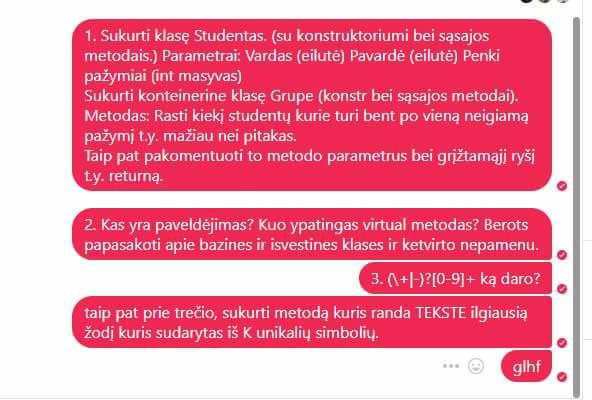 1. Sukurti klasę Studentas. (su konstruktoriumi bei sąsajos
metodais.) Parametrai: Vardas (eilutė) Pavardė (eilutė) Penki
pažymiai (int masyvas)
Sukurti konteinerine klasę Grupe (konstr bei sąsajos metodai).
Metodas: Rasti kiekį studentų kurie turi bent po vieną neigiamą
pažymį t.y. mažiau nei pitakas.
Taip pat pakomentuoti to metodo parametrus bei grįžtamąjį ryšį
t.y. returną.
2. Kas yra paveldėjimas? Kuo ypatingas virtual metodas? Berots
papasakoti apie bazines ir isvestines klases ir ketvirto nepamenu.
3. (\+|-)?[0-9]+ ką daro?
taip pat prie trečio, sukurti metodą kuris randa TEKSTE ilgiausią
žodį kuris sudarytas iš K unikalių simbolių.
glhf